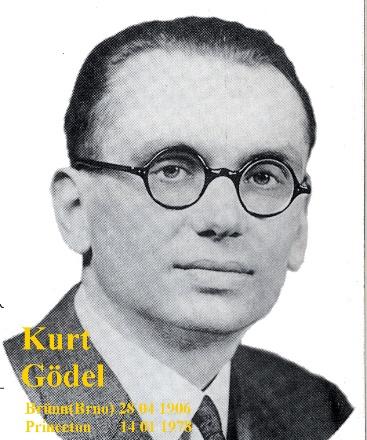 Kurt
Gödel
Brünn(Brno) 28 04 1906
Princeton 14 01 1978